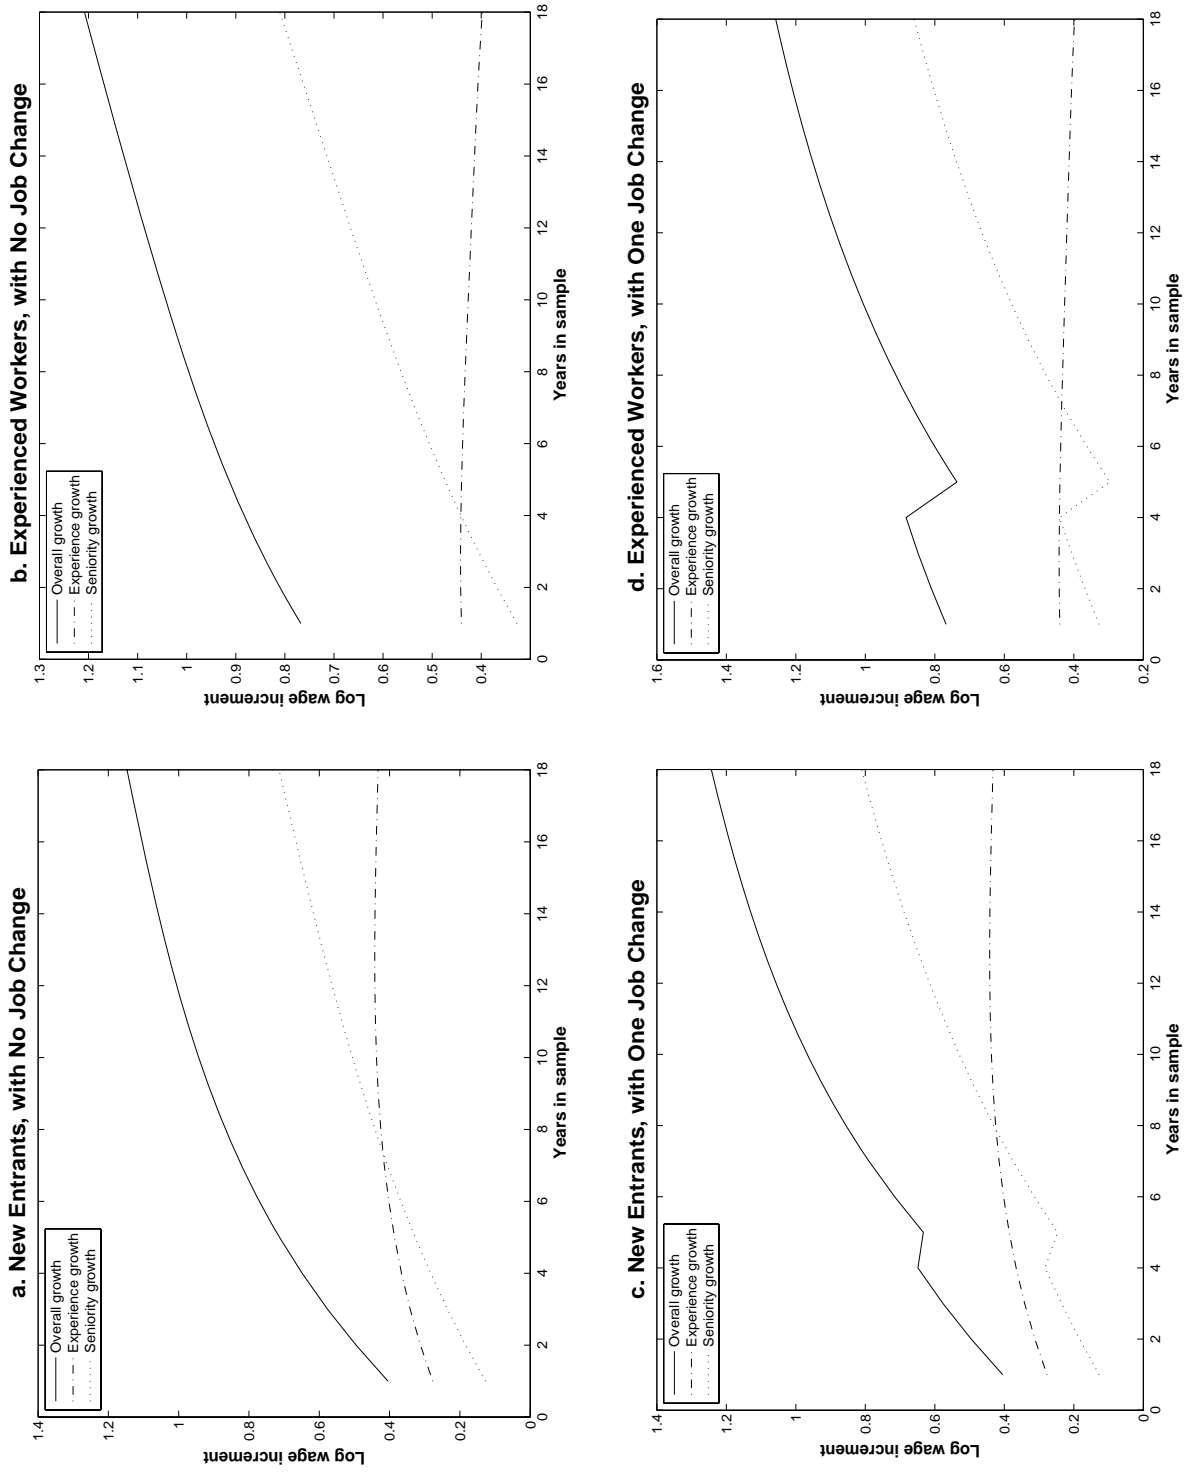 a. New Entrants, with No Job Change
Overall growth
Experience growth
Seniority growth
Log wage increment
1.4
1.2
1
0.8
0.6
0.4
0.2
0
0 2 4 6 8 10 12 14 16 18
Years in sample
b. Experienced Workers, with No Job Change
Overall growth
Experience growth
Seniority growth
Log wage increment
1.3
1.2
1.1
1
0.9
0.8
0.7
0.6
0.5
0.4
0 2 4 6 8 10 12 14 16 18
Years in sample
c. New Entrants, with One Job Change
Overall growth
Experience growth
Seniority growth
Log wage increment
1.4
1.2
1
0.8
0.6
0.4
0.2
0
0 2 4 6 8 10 12 14 16 18
Years in sample
d. Experienced Workers, with One Job Change
Overall growth
Experience growth
Seniority growth
Log wage increment
1.6
1.4
1.2
1
0.8
0.6
0.4
0.2
0 2 4 6 8 10 12 14 16 18
Years in sample